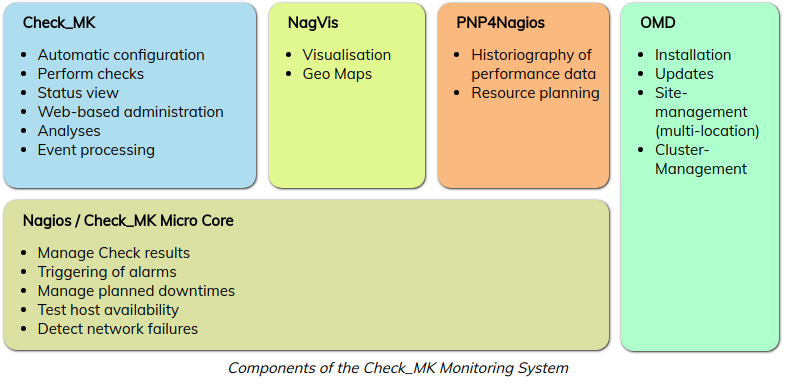 Check_MK
• Automatic configuration
• Perform checks
• Status view
• Web-based administration
• Analyses
• Event processing
NagVis
• Visualisation
• Geo Maps
PNP4Nagios
• Historiography of
performance data
• Resource planning
OMD
• Installation
• Updates
• Site-
management
(multi-location)
• Cluster-
Management
Nagios / Check_MK Micro Core
• Manage Check results
• Triggering of alarms
• Manage planned downtimes
• Test host availability
• Detect network failures
Components of the Check_MK Monitoring System